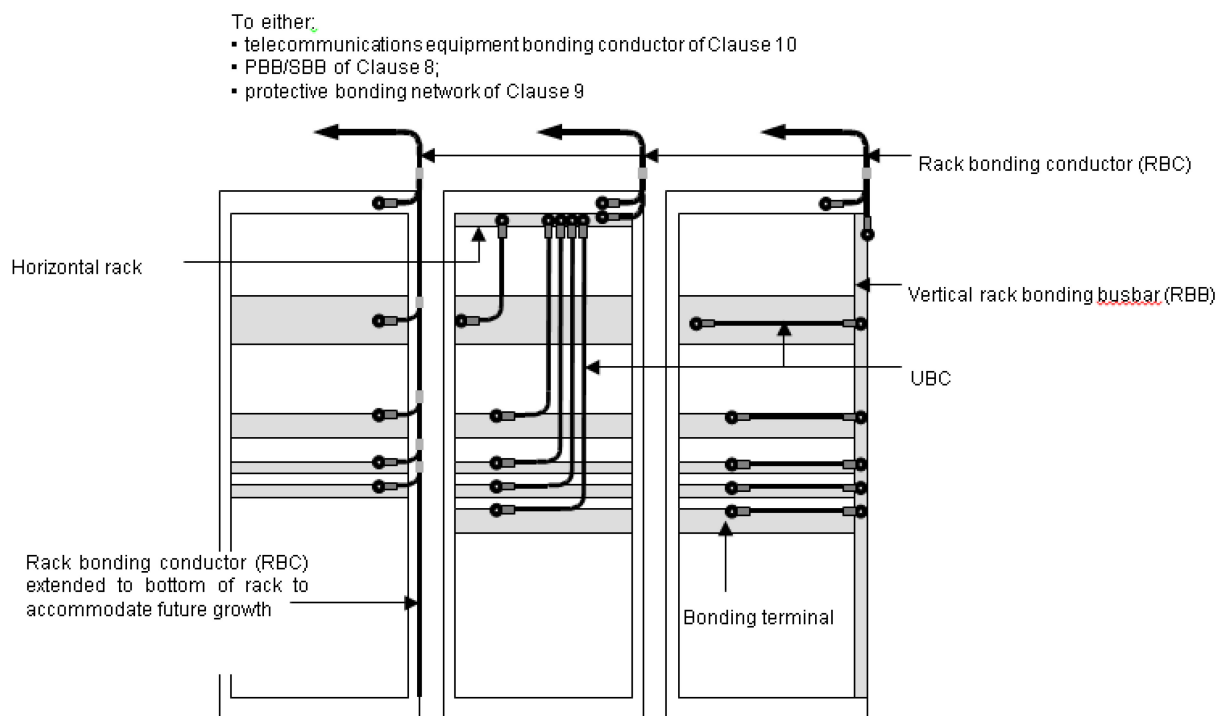 To either;
▪ telecommunications equipment bonding conductor of Clause 10
▪ PBB/SBB of Clause 8;
▪ protective bonding network of Clause 9
Rack bonding conductor (RBC)
Horizontal rack
Vertical rack bonding busbar (RBB)
UBC
Rack bonding conductor (RBC)
extended to bottom of rack to
accommodate future growth
Bonding terminal